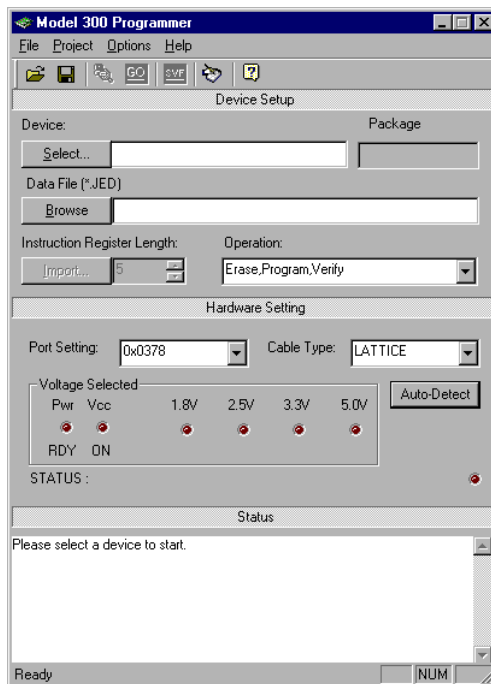 Model 300 Programmer
File Project Options Help
GO SVF ?
Device Setup
Device: Package
Select...
Data File (*.JED)
Browse
Instruction Register Length: Operation:
Import... 5 Erase,Program,Verify
Hardware Setting
Port Setting: 0x0378 Cable Type: LATTICE
Voltage Selected
Auto-Detect
Pwr Vcc 1.8V 2.5V 3.3V 5.0V
RDY ON
STATUS :
Status
Please select a device to start.
Ready NUM